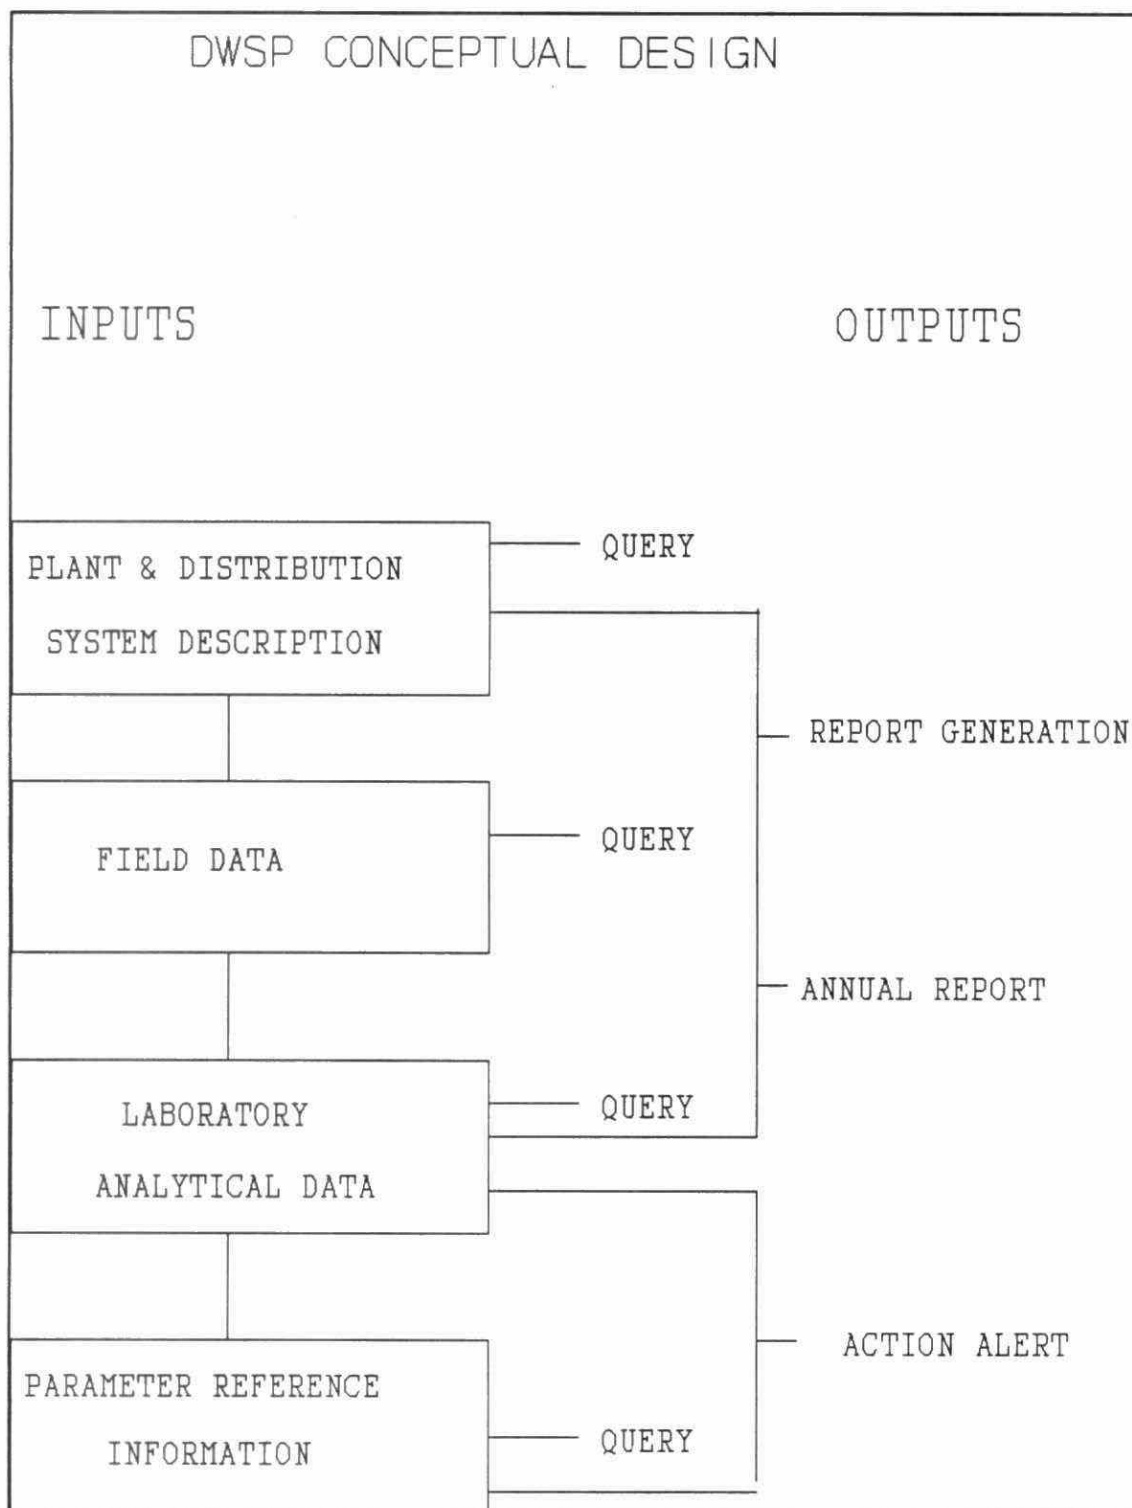 DWSP CONCEPTUAL DESIGN
INPUTS
OUTPUTS
QUERY
PLANT & DISTRIBUTION
SYSTEM DESCRIPTION
REPORT GENERATION
QUERY
FIELD DATA
ANNUAL REPORT
QUERY
LABORATORY
ANALYTICAL DATA
ACTION ALERT
PARAMETER REFERENCE
INFORMATION
QUERY